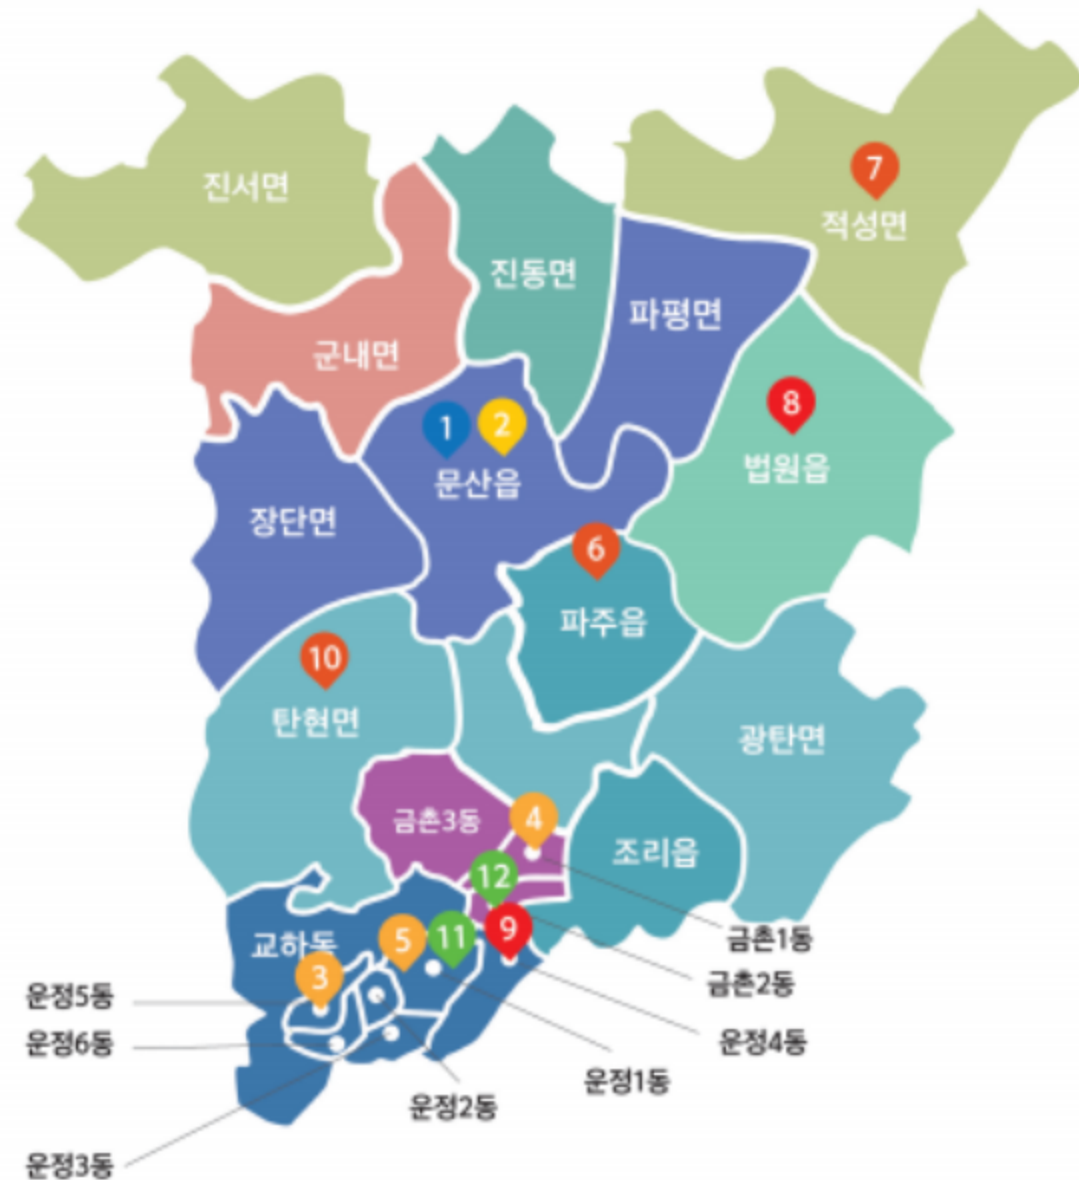 7
진서면
적성면
진동면
파평면
군내면
8
1
2
법원읍
문산읍
장단면
6
파주읍
10
탄현면
광탄면
금촌3동
4
조리읍
12
금촌1동
교하동
5
11
9
3
금촌2동
운정5동
운정6동
운정4동
운정1동
운정2동
운정3동